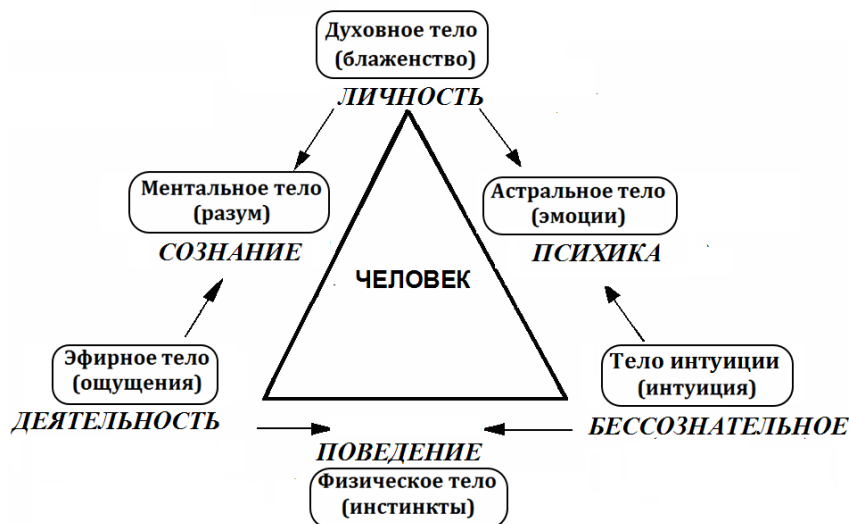 Духовное тело
(блаженство)
ЛИЧНОСТЬ
Ментальное тело
(разум)
СОЗНАНИЕ
Астральное тело
(эмоции)
ПСИХИКА
ЧЕЛОВЕК
Эфирное тело
(ощущения)
ДЕЯТЕЛЬНОСТЬ
Тело интуиции
(интуиция)
БЕССОЗНАТЕЛЬНОЕ
ПОВЕДЕНИЕ
Физическое тело
(инстинкты)